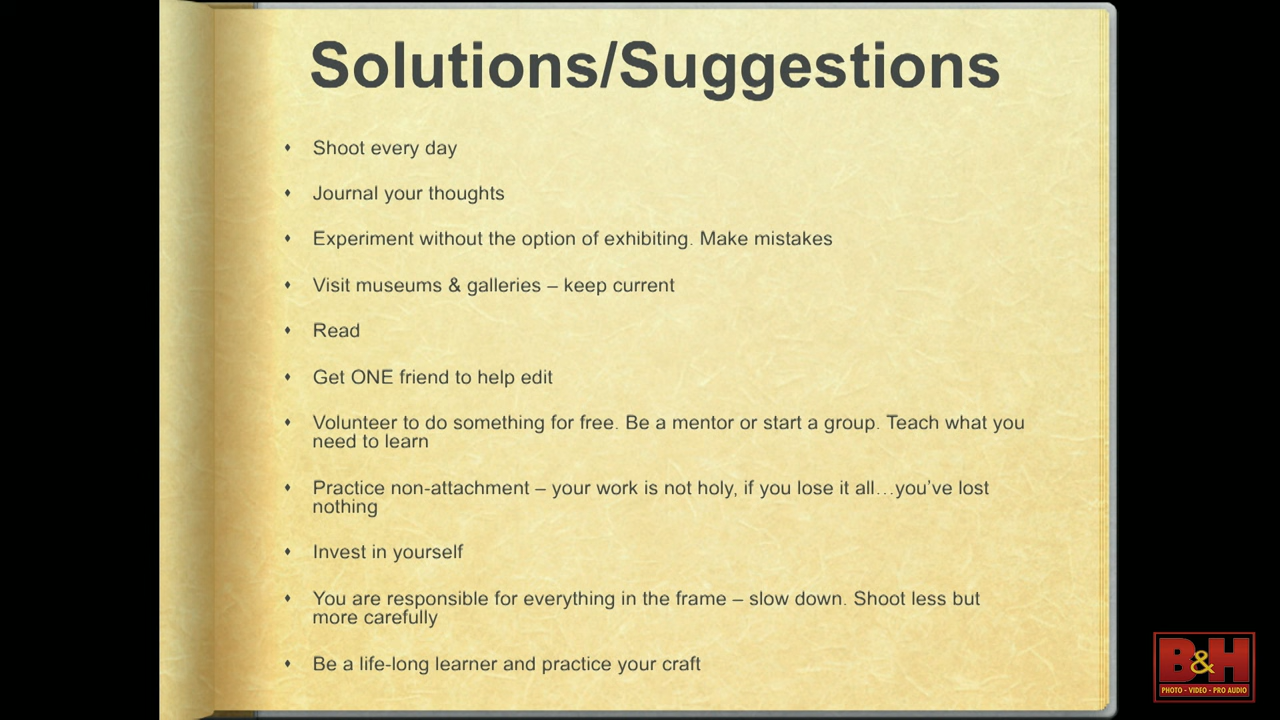 Solutions/Suggestions
Shoot every day
Journal your thoughts
Experiment without the option of exhibiting. Make mistakes
Visit museums & galleries – keep current
Read
Get ONE friend to help edit
Volunteer to do something for free. Be a mentor or start a group. Teach what you
need to learn
Practice non-attachment – your work is not holy, if you lose it all…you’ve lost
nothing
Invest in yourself
You are responsible for everything in the frame – slow down. Shoot less but
more carefully
Be a life-long learner and practice your craft
B&H
PHOTO - VIDEO - PRO AUDIO